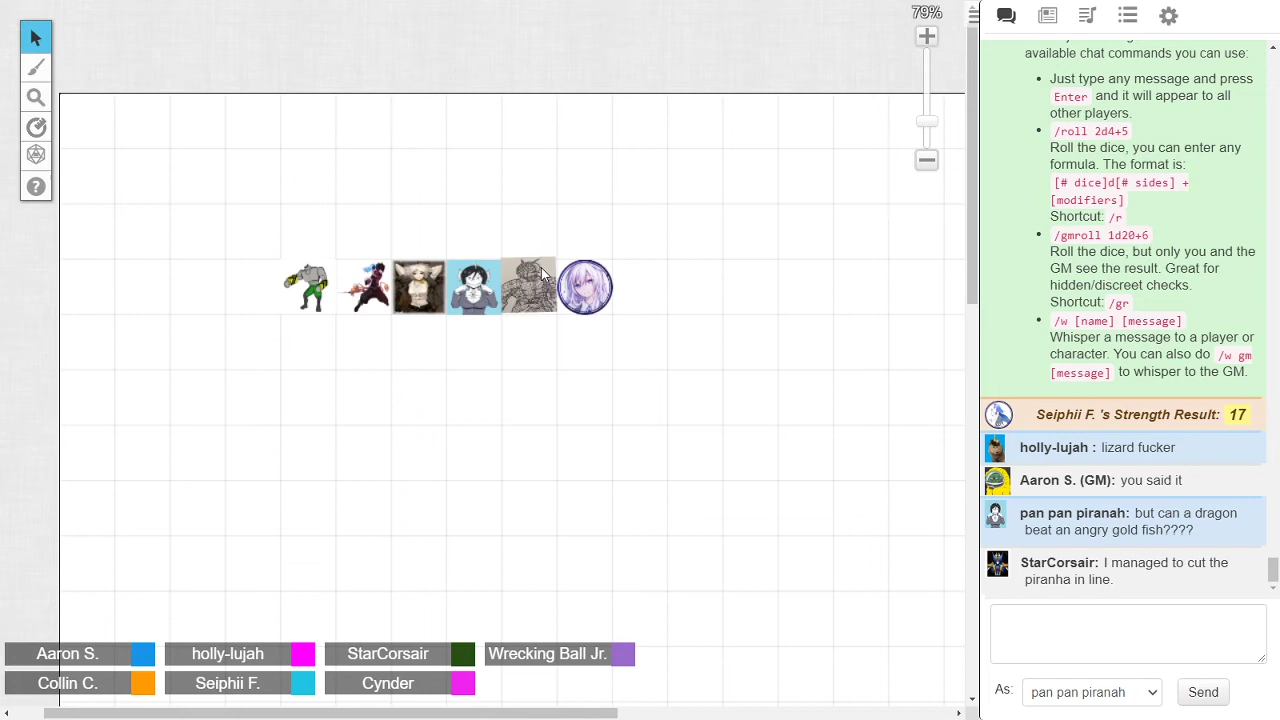 79%
available chat commands you can use:
Just type any message and press
Enter and it will appear to all
other players.
/roll 2d4+5
Roll the dice, you can enter any
formula. The format is:
[# dice]d[# sides] +
[modifiers]
Shortcut: /r
/gmroll 1d20+6
Roll the dice, but only you and the
GM see the result. Great for
hidden/discreet checks.
Shortcut: /gr
/w [name] [message]
Whisper a message to a player or
character. You can also do /w gm
[message] to whisper to the GM.
Seiphii F. 's Strength Result: 17
holly-lujah : lizard fucker
Aaron S. (GM): you said it
pan pan piranah: but can a dragon
beat an angry gold fish????
StarCorsair: I managed to cut the
piranha in line.
As: pan pan piranah Send
Aaron S. holly-lujah StarCorsair Wrecking Ball Jr.
Collin C. Seiphii F. Cynder